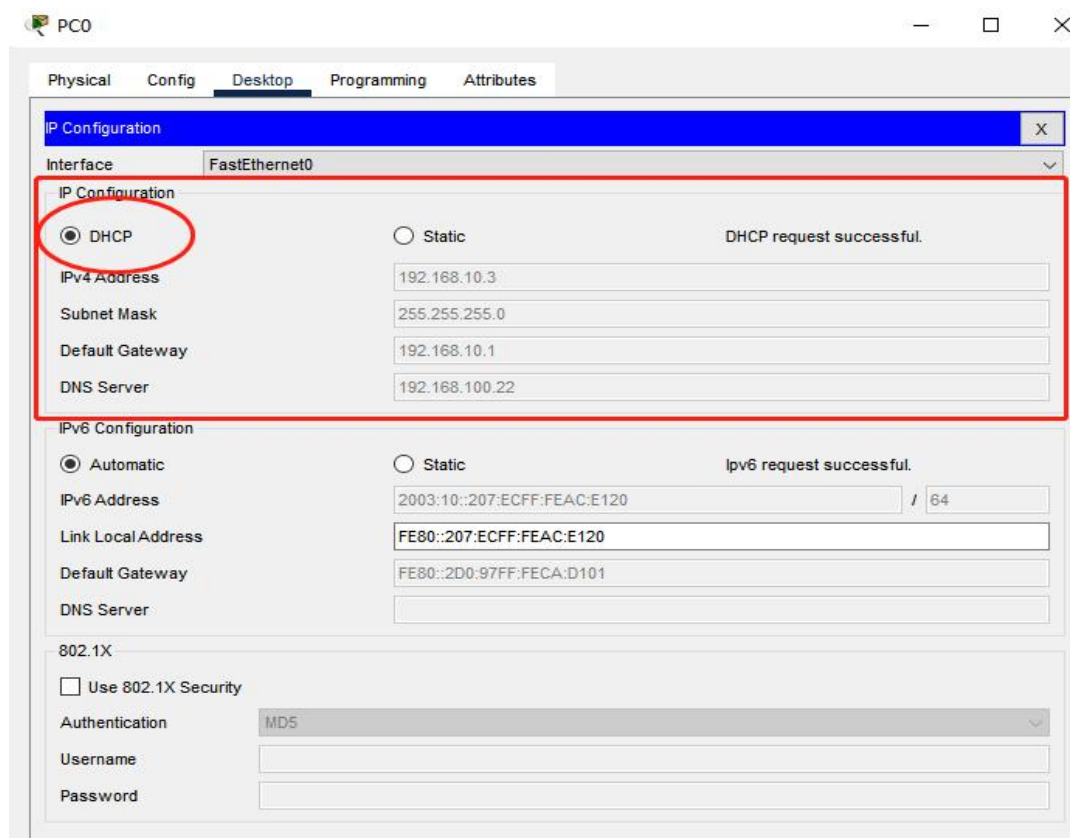 PC0
Physical Config Desktop Programming Attributes
IP Configuration X
Interface FastEthernet0
IP Configuration
DHCP Static DHCP request successful.
IPv4 Address 192.168.10.3
Subnet Mask 255.255.255.0
Default Gateway 192.168.10.1
DNS Server 192.168.100.22
IPv6 Configuration
Automatic Static Ipv6 request successful.
IPv6 Address 2003:10::207:ECFF:FEAC:E120 / 64
Link Local Address FE80::207:ECFF:FEAC:E120
Default Gateway FE80::2D0:97FF:FECA:D101
DNS Server
802.1X
Use 802.1X Security
Authentication MD5
Username
Password